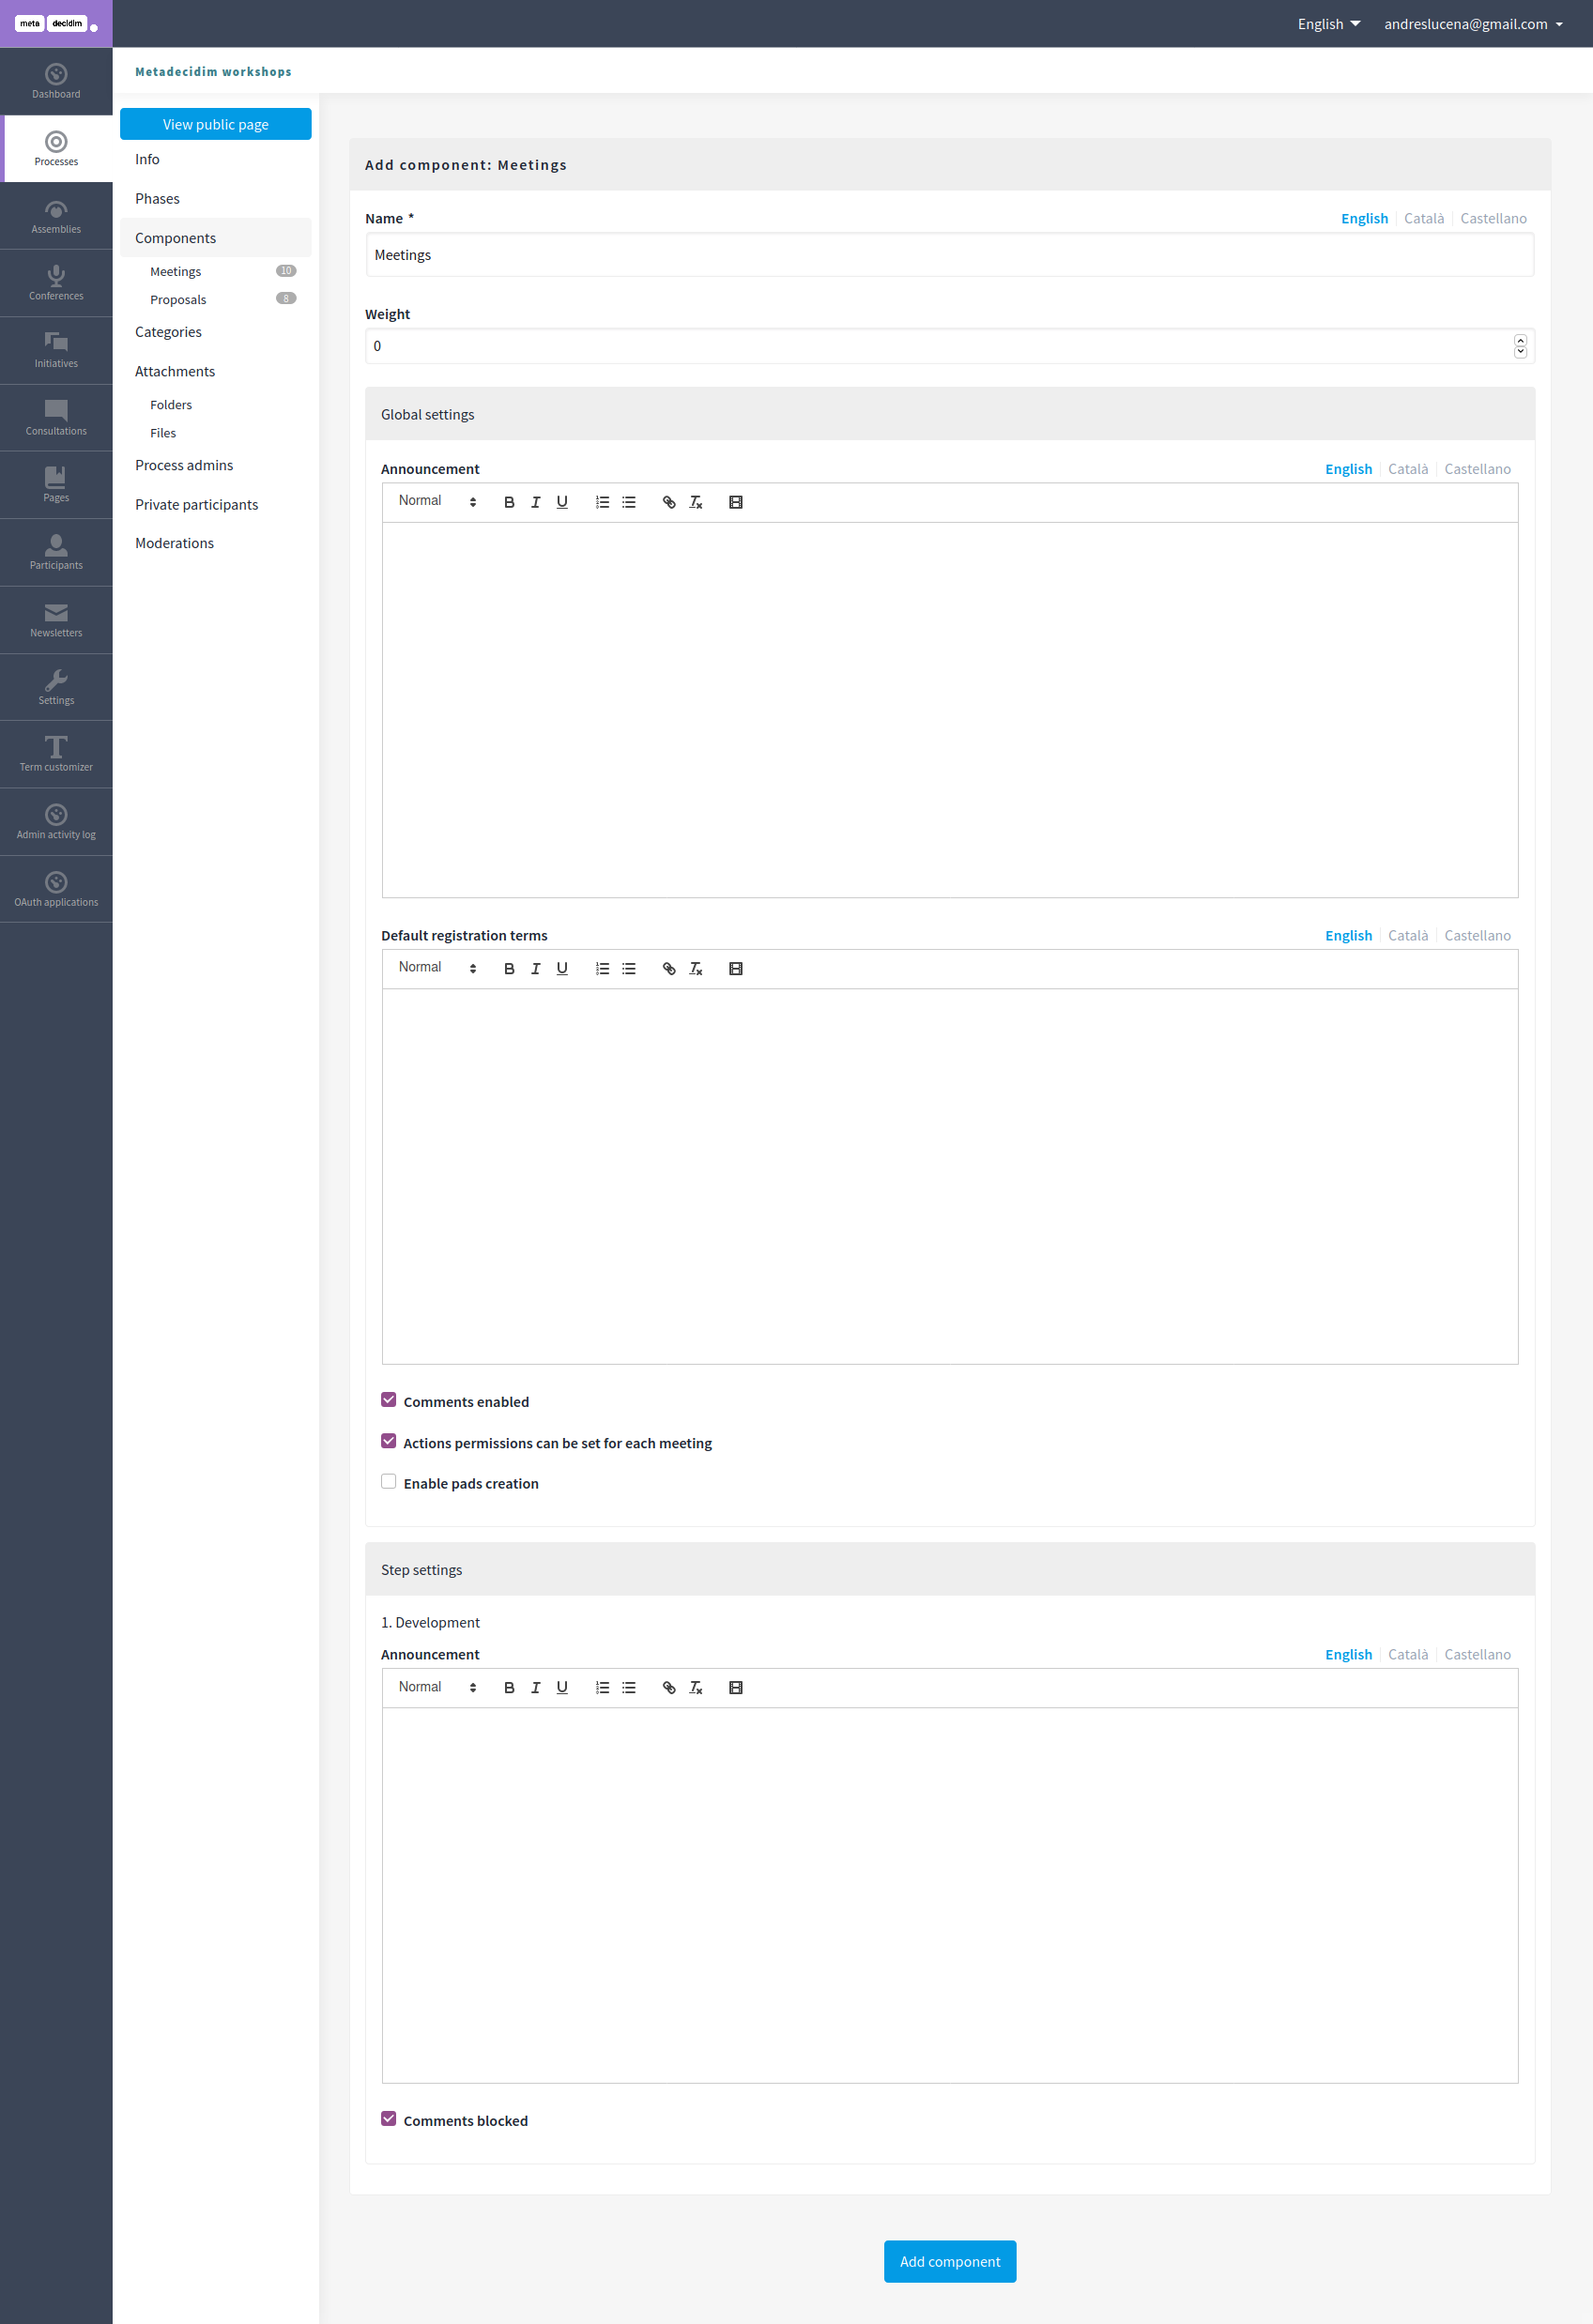 meta decidim
English
andreslucena@gmail.com
Dashboard
Processes
Assemblies
Conferences
Initiatives
Consultations
Pages
Participants
Newsletters
Settings
Term customizer
Admin activity log
OAuth applications
Metadecidim workshops
View public page
Info
Phases
Components
Meetings 10
Proposals 8
Categories
Attachments
Folders
Files
Process admins
Private participants
Moderations
Add component: Meetings
Name * English Català Castellano
Meetings
Weight
0
Global settings
Announcement English Català Castellano
Normal B I U
Default registration terms English Català Castellano
Normal B I U
Comments enabled
Actions permissions can be set for each meeting
Enable pads creation
Step settings
1. Development
Announcement English Català Castellano
Normal B I U
Comments blocked
Add component